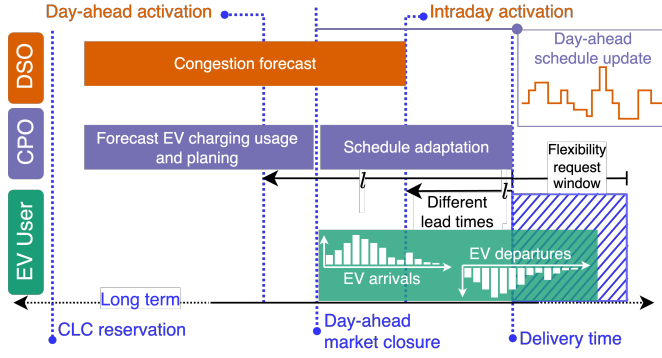 Day-ahead activation
Intraday activation
DSO
Congestion forecast
Day-ahead
schedule update
CPO
Forecast EV charging usage
and planing
Schedule adaptation
Flexibility
request
window
l
l
Different
lead times
EV User
EV arrivals
EV departures
Long term
CLC reservation
Day-ahead
market closure
Delivery time